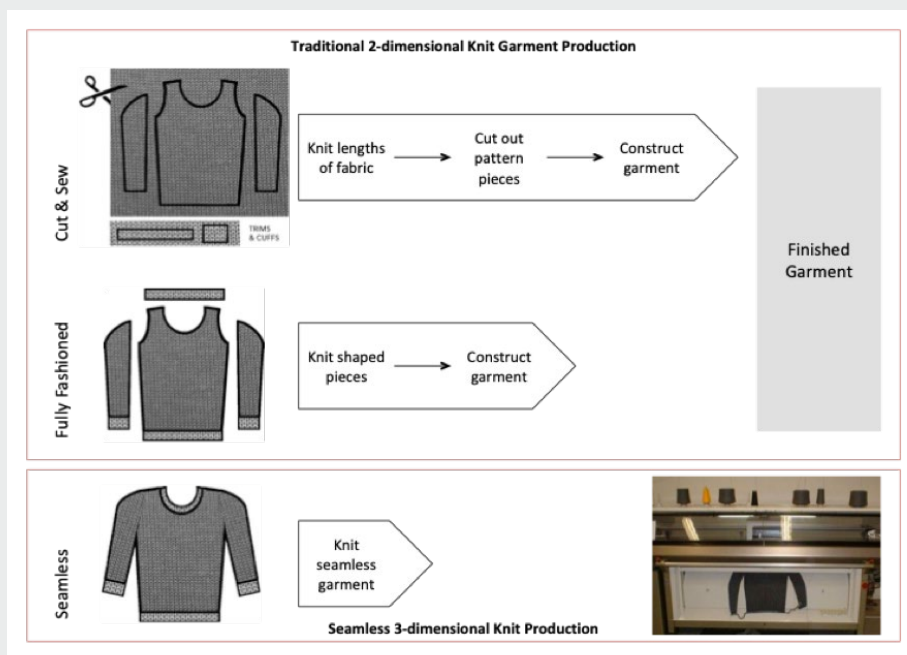 Traditional 2-dimensional Knit Garment Production
Cut & Sew
TRIMS
& CUFFS
Knit lengths
of fabric
Cut out
pattern
pieces
Construct
garment
Finished
Garment
Fully Fashioned
Knit shaped
pieces
Construct
garment
Seamless
Knit
seamless
garment
Seamless 3-dimensional Knit Production